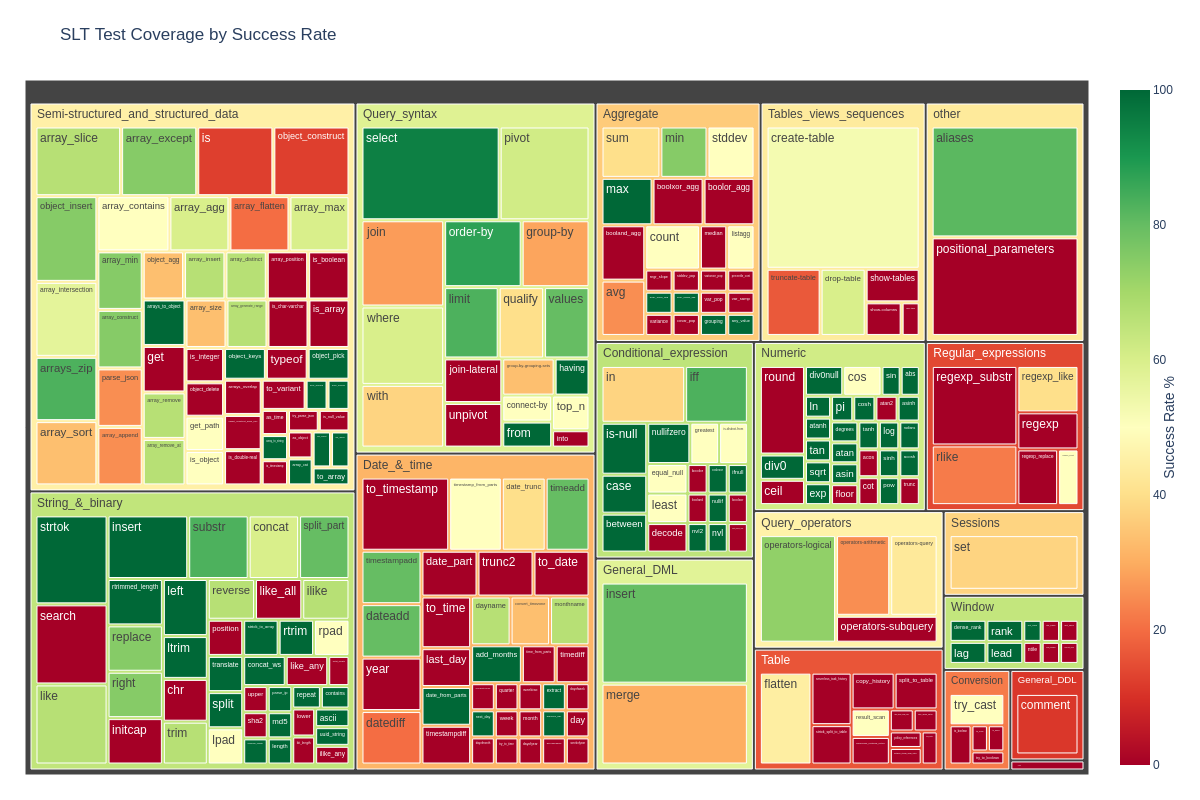 SLT Test Coverage by Success Rate
Semi-structured_and_structured_data
array_slice
array_except
is
object_construct
object_insert
array_contains
array_agg
array_flatten
array_max
array_min
object_agg
array_insert
array_distinct
array_position
is_boolean
array_intersection
array_construct
arrays_to_object
array_size
is_char-varchar
is_array
arrays_zip
get
is_integer
object_keys
typeof
object_pick
parse_json
object_delete
arrays_overlap
to_variant
array_remove
array_sort
array_append
get_path
as_time
is_null_value
is_object
is_double-real
as_object
to_array
String_&_binary
strtok
insert
substr
concat
split_part
search
rtrimmed_length
left
reverse
like_all
ilike
replace
ltrim
position
rtrim
rpad
translate
concat_ws
like_any
like
right
chr
split
upper
repeat
contains
initcap
trim
sha2
md5
lower
ascii
uuid_string
lpad
length
ilike_any
Query_syntax
select
pivot
join
order-by
group-by
where
limit
qualify
values
with
join-lateral
group-by-grouping-sets
having
unpivot
connect-by
top_n
from
into
Date_&_time
to_timestamp
timestamp_from_parts
date_trunc
timeadd
timestampadd
date_part
trunc2
to_date
dateadd
to_time
dayname
monthname
year
last_day
add_months
timediff
datediff
date_from_parts
quarter
extract
timestampdiff
week
month
day
Aggregate
sum
min
stddev
max
boolxor_agg
boolor_agg
booland_agg
count
median
listagg
avg
var_pop
variance
grouping
any_value
Tables_views_sequences
create-table
truncate-table
drop-table
show-tables
show-columns
other
aliases
positional_parameters
Conditional_expression
in
iff
is-null
nullifzero
greatest
case
equal_null
ifnull
least
nullif
between
decode
nvl2
nvl
General_DML
insert
merge
Numeric
round
div0null
cos
sin
abs
ln
pi
cosh
atan2
atanh
degrees
tanh
log
div0
tan
atan
acos
sinh
sqrt
asin
ceil
exp
floor
cot
pow
trunc
Regular_expressions
regexp_substr
regexp_like
regexp
rlike
regexp_replace
Query_operators
operators-logical
operators-arithmetic
operators-query
operators-subquery
Sessions
set
Window
dense_rank
rank
lag
lead
Table
flatten
copy_history
split_to_table
result_scan
Conversion
try_cast
General_DDL
comment
100
80
60
40
20
0
Success Rate %